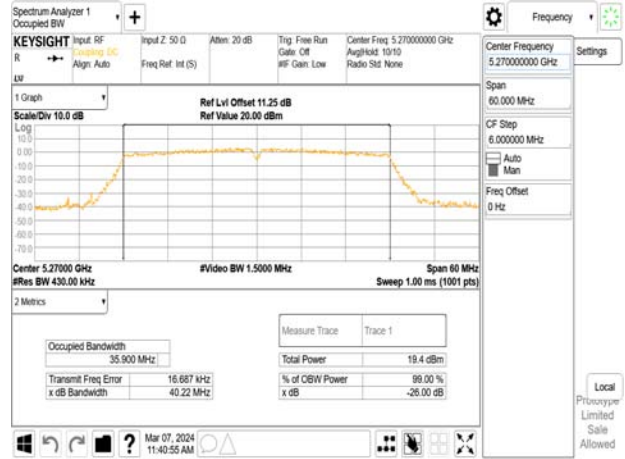 Spectrum Analyzer 1
Occupied BW
+
Frequency
KEYSIGHT
Input: RF
Coupling: DC
Align: Auto
Input Z: 50 Ω
Freq Ref: Int (S)
Atten: 20 dB
Trig: Free Run
Gate: Off
#IF Gain: Low
Center Freq: 5.270000000 GHz
Avg|Hold: 10/10
Radio Std: None
R
LXI
Center Frequency
5.270000000 GHz
Settings
Span
60.000 MHz
CF Step
6.000000 MHz
Auto
Man
Freq Offset
0 Hz
1 Graph
Scale/Div 10.0 dB
Ref Lvl Offset 11.25 dB
Ref Value 20.00 dBm
Log
10.0
0.00
-10.0
-20.0
-30.0
-40.0
-50.0
-60.0
-70.0
Center 5.27000 GHz
#Video BW 1.5000 MHz
Span 60 MHz
#Res BW 430.00 kHz
Sweep 1.00 ms (1001 pts)
2 Metrics
Measure Trace Trace 1
Occupied Bandwidth
35.900 MHz
Total Power 19.4 dBm
Transmit Freq Error 16.687 kHz
% of OBW Power 99.00 %
x dB Bandwidth 40.22 MHz
x dB -26.00 dB
Local
Prototype
Limited
Sale
Allowed
?
Mar 07, 2024
11:40:55 AM